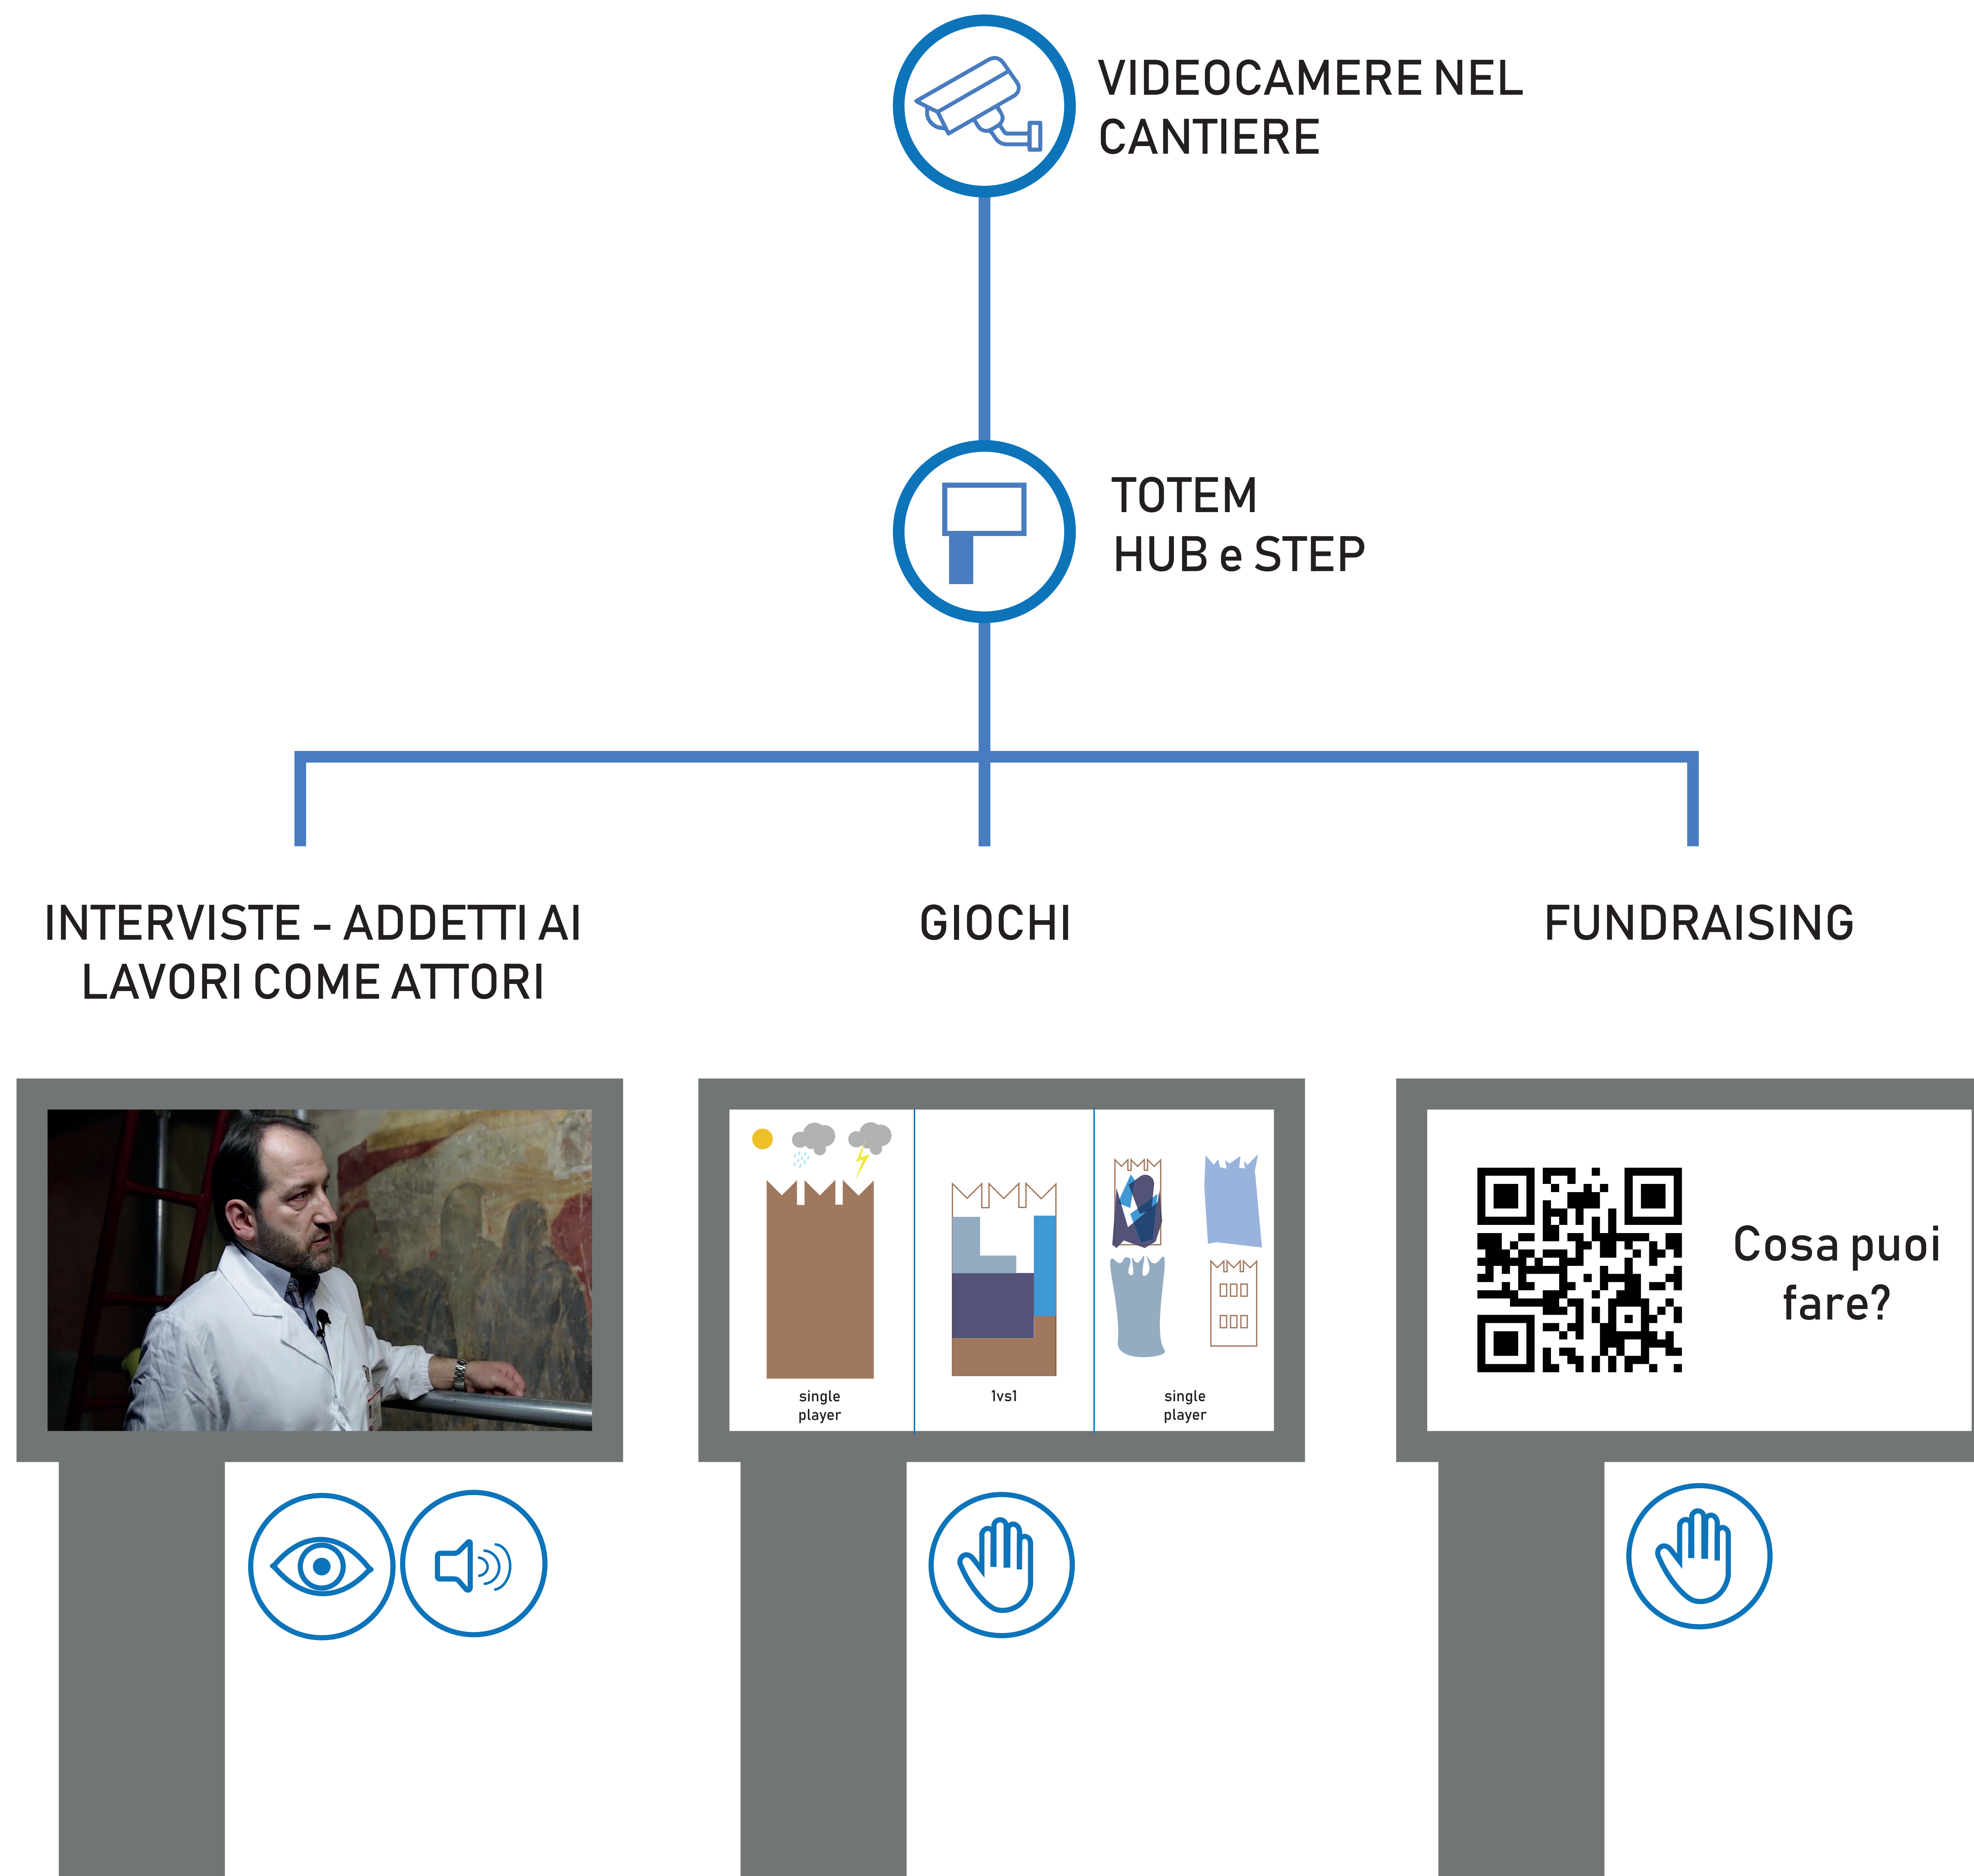 VIDEOCAMERE NEL
CANTIERE
TOTEM
HUB e STEP
INTERVISTE - ADDETTI AI
LAVORI COME ATTORI
GIOCHI
FUNDRAISING
single
player
1vs1
single
player
Cosa puoi
fare?